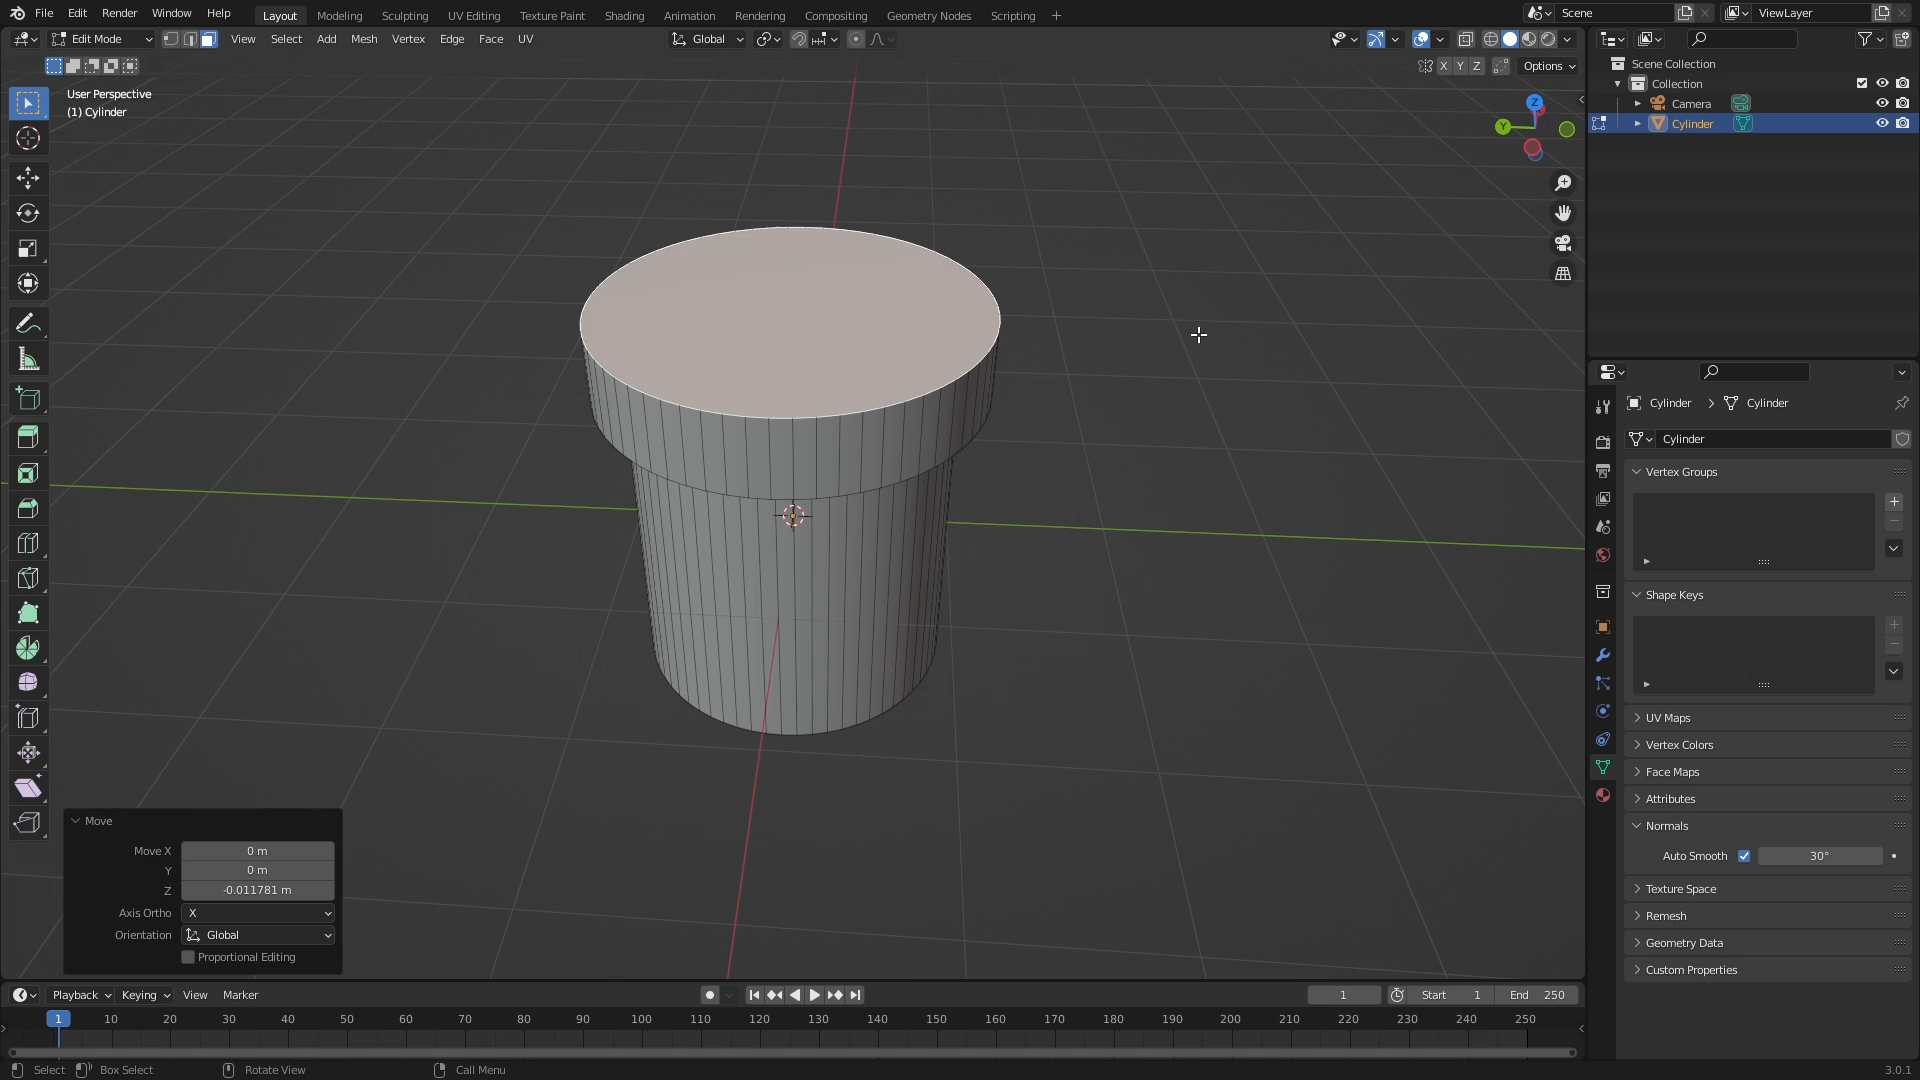 File Edit Render Window Help Layout Modeling Sculpting UV Editing Texture Paint Shading Animation Rendering Compositing Geometry Nodes Scripting + Scene ViewLayer
Edit Mode View Select Add Mesh Vertex Edge Face UV Global
X Y Z Options
User Perspective
(1) Cylinder
Z
Y
Scene Collection
Collection
Camera
Cylinder
Cylinder > Cylinder
Cylinder
Vertex Groups
Shape Keys
UV Maps
Vertex Colors
Face Maps
Attributes
Normals
Auto Smooth 30°
Texture Space
Remesh
Geometry Data
Custom Properties
Move
Move X 0 m
Y 0 m
Z -0.011781 m
Axis Ortho X
Orientation Global
Proportional Editing
Playback Keying View Marker 1 Start 1 End 250
1 10 20 30 40 50 60 70 80 90 100 110 120 130 140 150 160 170 180 190 200 210 220 230 240 250
Select Box Select Rotate View Call Menu 3.0.1